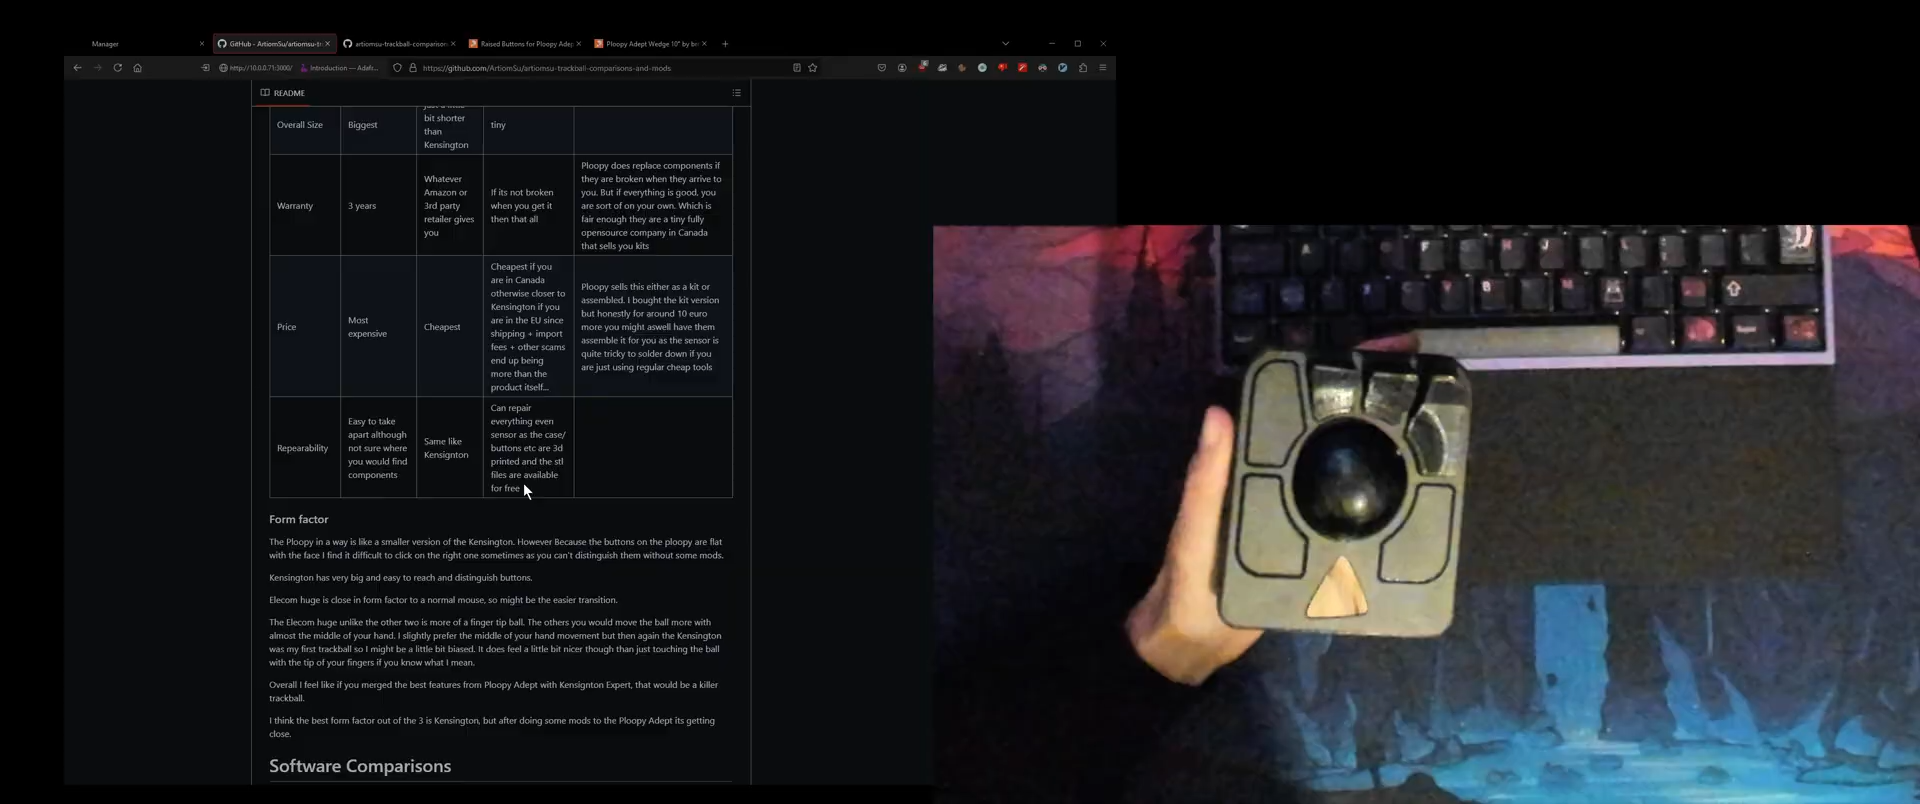 Manager
GitHub - ArtiomSu/artiomsu-tr
artiomsu-trackball-comparison
Raised Buttons for Ploopy Adep
Ploopy Adept Wedge 10° by b
http://10.0.0.71:3000/
Introduction — Adafr...
https://github.com/ArtiomSu/artiomsu-trackball-comparisons-and-mods
README
Overall Size
Biggest
bit shorter
than
Kensington
tiny
Warranty
3 years
Whatever
Amazon or
3rd party
retailer gives
you
If its not broken
when you get it
then that all
Ploopy does replace components if
they are broken when they arrive to
you. But if everything is good, you
are sort of on your own. Which is
fair enough they are a tiny fully
opensource company in Canada
that sells you kits
Price
Most
expensive
Cheapest
Cheapest if you
are in Canada
otherwise closer to
Kensington if you
are in the EU since
shipping + import
fees + other scams
end up being
more than the
product itself...
Ploopy sells this either as a kit or
assembled. I bought the kit version
but honestly for around 10 euro
more you might aswell have them
assemble it for you as the sensor is
quite tricky to solder down if you
are just using regular cheap tools
Repearability
Easy to take
apart although
not sure where
you would find
components
Same like
Kensignton
Can repair
everything even
sensor as the case/
buttons etc are 3d
printed and the stl
files are available
for free
Form factor
The Ploopy in a way is like a smaller version of the Kensington. However Because the buttons on the ploopy are flat
with the face I find it difficult to click on the right one sometimes as you can't distinguish them without some mods.
Kensington has very big and easy to reach and distinguish buttons.
Elecom huge is close in form factor to a normal mouse, so might be the easier transition.
The Elecom huge unlike the other two is more of a finger tip ball. The others you would move the ball more with
almost the middle of your hand. I slightly prefer the middle of your hand movement but then again the Kensington
was my first trackball so I might be a little bit biased. It does feel a little bit nicer though than just touching the ball
with the tip of your fingers if you know what I mean.
Overall I feel like if you merged the best features from Ploopy Adept with Kensignton Expert, that would be a killer
trackball.
I think the best form factor out of the 3 is Kensington, but after doing some mods to the Ploopy Adept its getting
close.
Software Comparisons